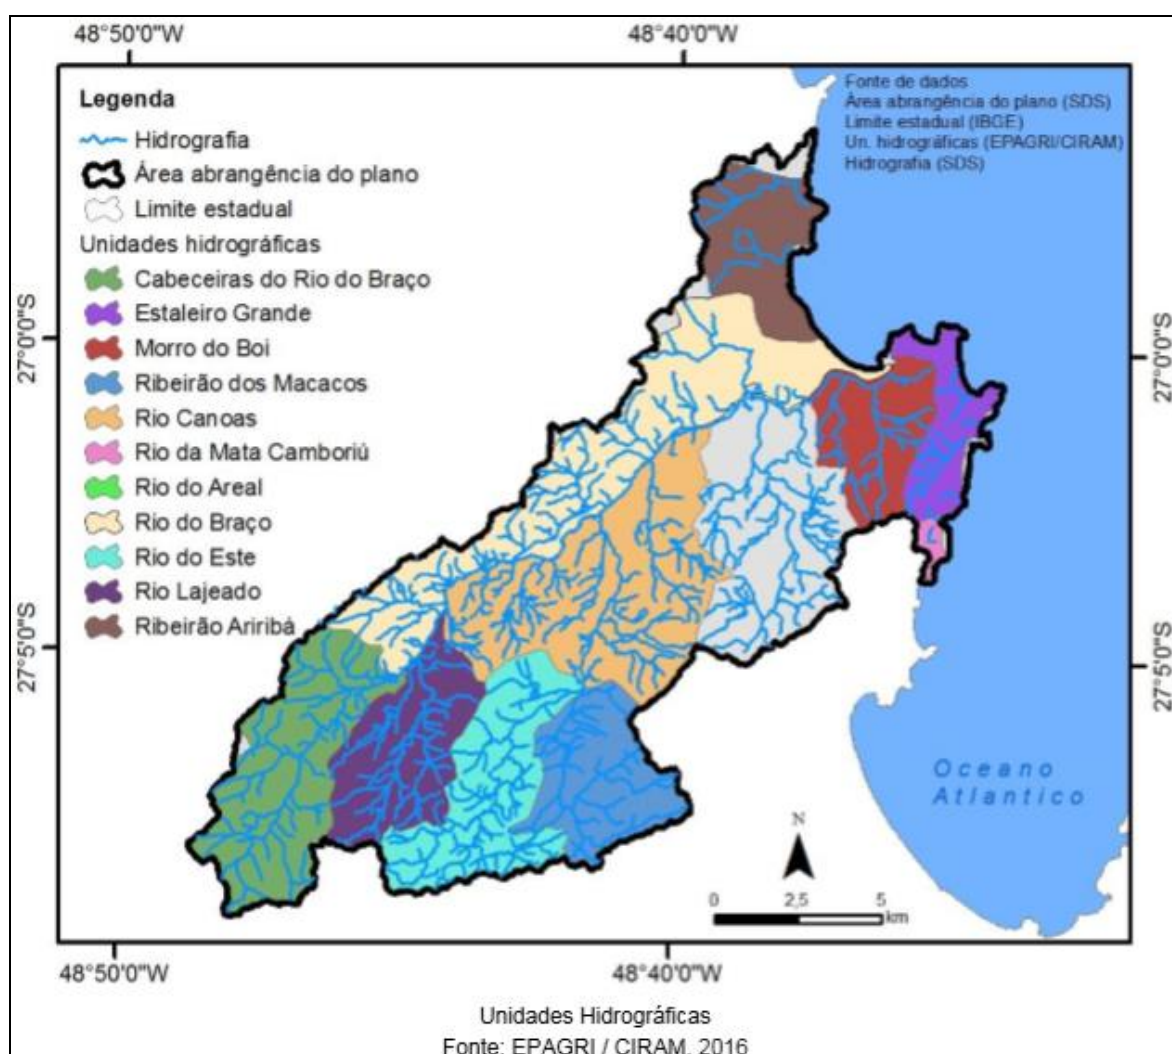 48°50'0"W
48°40'0"W
Legenda
Hidrografia
Área abrangência do plano
Limite estadual
Unidades hidrográficas
Cabeceiras do Rio do Braço
Estaleiro Grande
Morro do Boi
Ribeirão dos Macacos
Rio Canoas
Rio da Mata Camboriú
Rio do Areal
Rio do Braço
Rio do Este
Rio Lajeado
Ribeirão Ariribá
Fonte de dados
Área abrangência do plano (SDS)
Limite estadual (IBGE)
Un. hidrográficas (EPAGRI/CIRAM)
Hidrografia (SDS)
27°0'0"S
27°0'0"S
27°5'0"S
27°5'0"S
Oceano
Atlantico
N
0 2,5 5
km
48°50'0"W
48°40'0"W
Unidades Hidrográficas
Fonte: EPAGRI / CIRAM, 2016